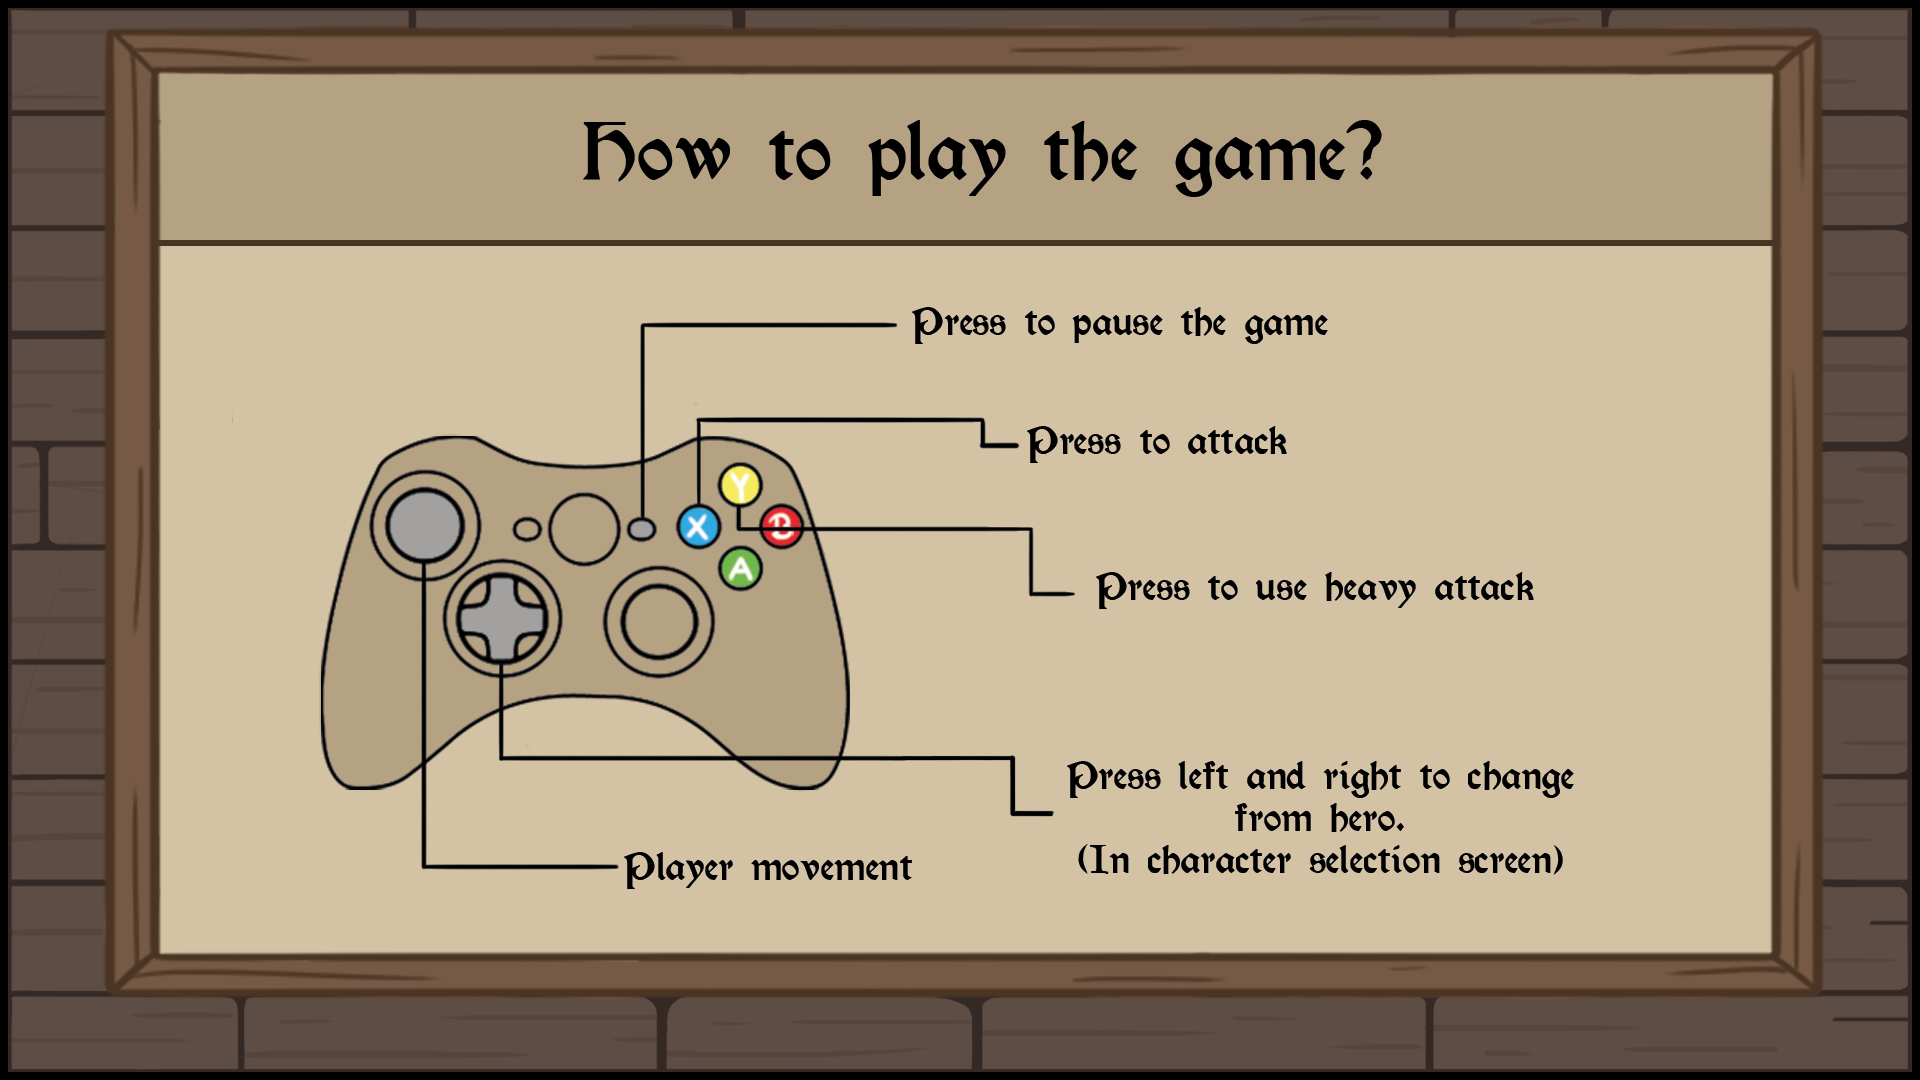 How to play the game?
Press to pause the game
Press to attack
Y
X
B
A
Press to use heavy attack
Press left and right to change
from hero.
(In character selection screen)
Player movement